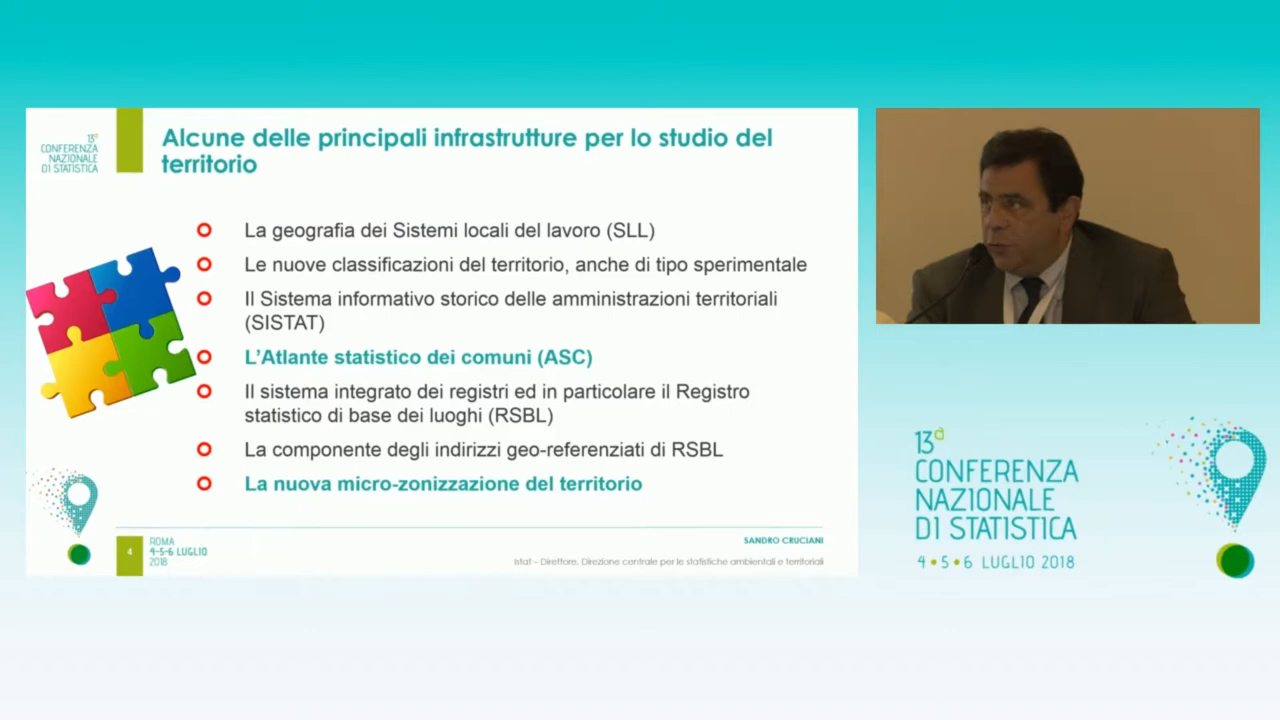 13ª
CONFERENZA
NAZIONALE
DI STATISTICA
Alcune delle principali infrastrutture per lo studio del
territorio
La geografia dei Sistemi locali del lavoro (SLL)
Le nuove classificazioni del territorio, anche di tipo sperimentale
Il Sistema informativo storico delle amministrazioni territoriali
(SISTAT)
L’Atlante statistico dei comuni (ASC)
Il sistema integrato dei registri ed in particolare il Registro
statistico di base dei luoghi (RSBL)
La componente degli indirizzi geo-referenziati di RSBL
La nuova micro-zonizzazione del territorio
4
ROMA
4-5-6 LUGLIO
2018
SANDRO CRUCIANI
Istat – Direttore, Direzione centrale per le statistiche ambientali e territoriali
13ª
CONFERENZA
NAZIONALE
DI STATISTICA
4•5•6 LUGLIO 2018